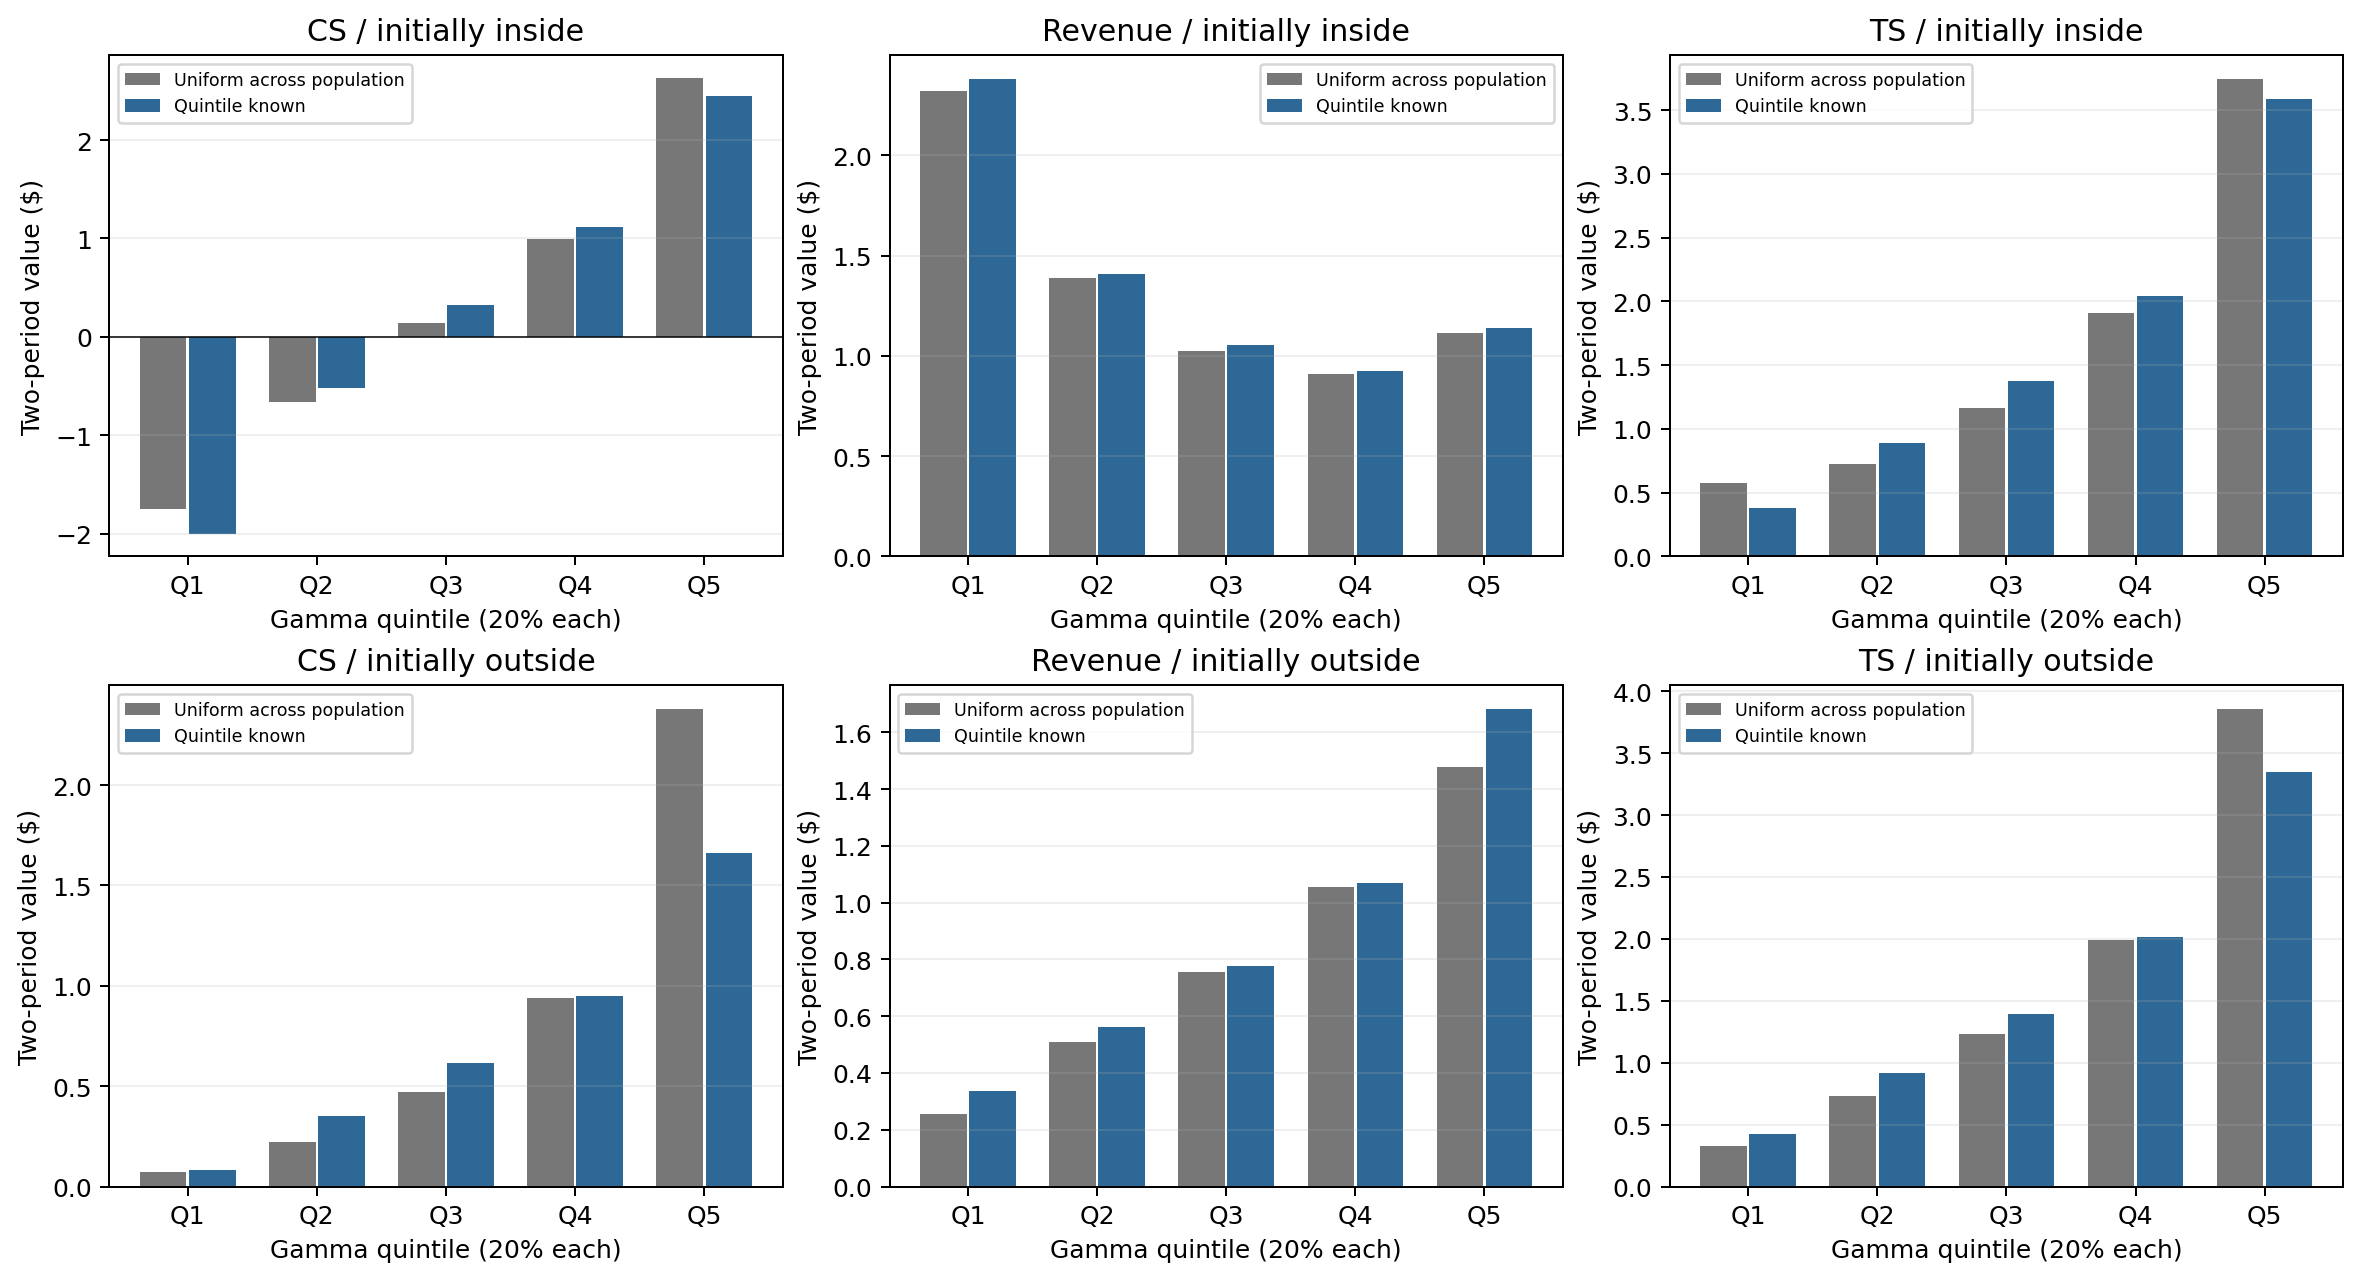 CS / initially inside
Uniform across population
Quintile known
Two-period value ($)
2
1
0
−1
−2
Q1 Q2 Q3 Q4 Q5
Gamma quintile (20% each)
Revenue / initially inside
Uniform across population
Quintile known
Two-period value ($)
2.0
1.5
1.0
0.5
0.0
Q1 Q2 Q3 Q4 Q5
Gamma quintile (20% each)
TS / initially inside
Uniform across population
Quintile known
Two-period value ($)
3.5
3.0
2.5
2.0
1.5
1.0
0.5
0.0
Q1 Q2 Q3 Q4 Q5
Gamma quintile (20% each)
CS / initially outside
Uniform across population
Quintile known
Two-period value ($)
2.0
1.5
1.0
0.5
0.0
Q1 Q2 Q3 Q4 Q5
Gamma quintile (20% each)
Revenue / initially outside
Uniform across population
Quintile known
Two-period value ($)
1.6
1.4
1.2
1.0
0.8
0.6
0.4
0.2
0.0
Q1 Q2 Q3 Q4 Q5
Gamma quintile (20% each)
TS / initially outside
Uniform across population
Quintile known
Two-period value ($)
4.0
3.5
3.0
2.5
2.0
1.5
1.0
0.5
0.0
Q1 Q2 Q3 Q4 Q5
Gamma quintile (20% each)